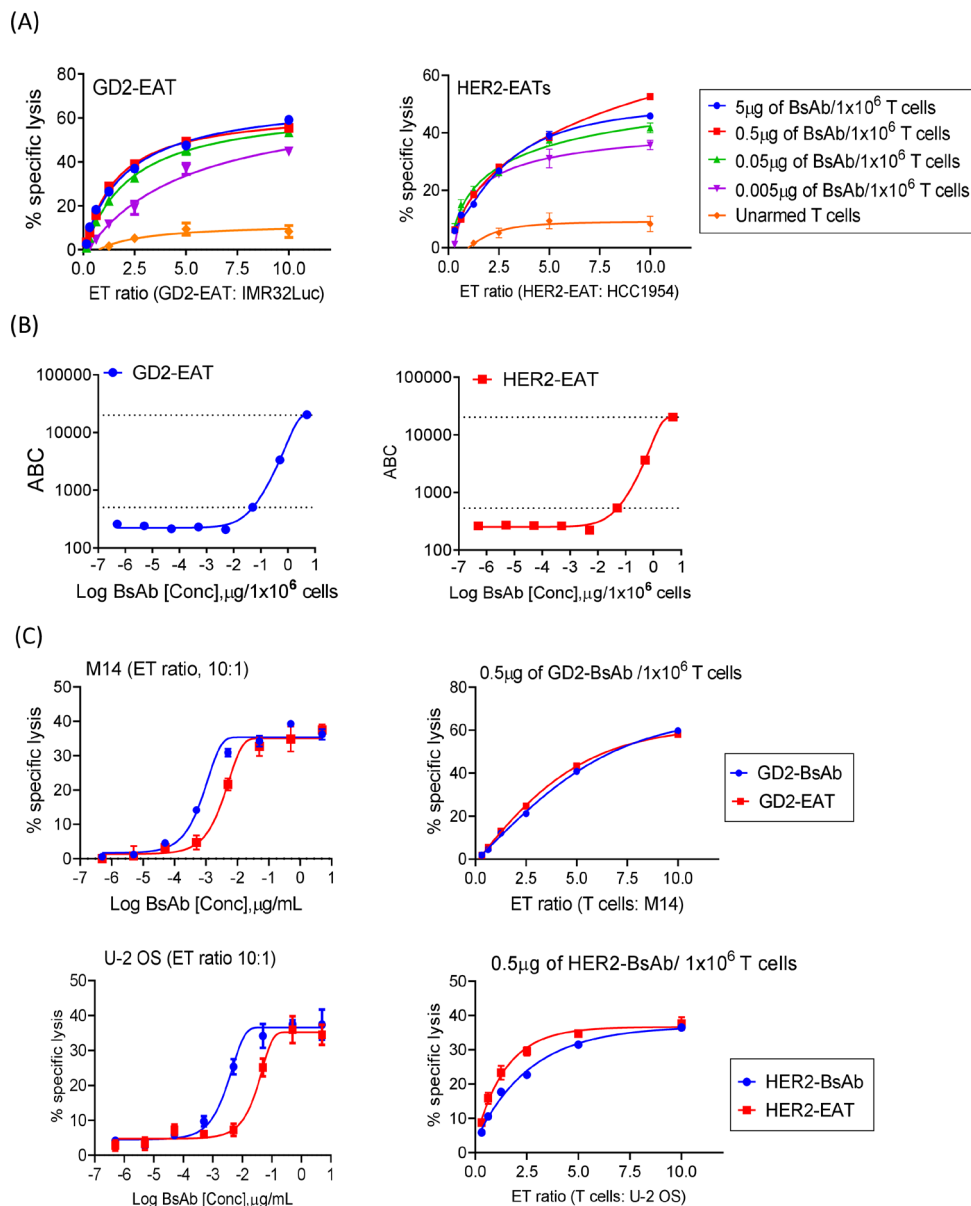 (A)
GD2-EAT
% specific lysis
80
60
40
20
0
0.0 2.5 5.0 7.5 10.0
ET ratio (GD2-EAT: IMR32Luc)
HER2-EATs
% specific lysis
60
40
20
0
0.0 2.5 5.0 7.5 10.0
ET ratio (HER2-EAT: HCC1954)
5μg of BsAb/1x10⁶ T cells
0.5μg of BsAb/1x10⁶ T cells
0.05μg of BsAb/1x10⁶ T cells
0.005μg of BsAb/1x10⁶ T cells
Unarmed T cells
(B)
GD2-EAT
ABC
100000
10000
1000
100
-7 -6 -5 -4 -3 -2 -1 0 1
Log BsAb [Conc],μg/1x10⁶ cells
HER2-EAT
ABC
100000
10000
1000
100
-7 -6 -5 -4 -3 -2 -1 0 1
Log BsAb [Conc],μg/1x10⁶ cells
(C)
M14 (ET ratio, 10:1)
% specific lysis
50
40
30
20
10
0
-7 -6 -5 -4 -3 -2 -1 0 1
Log BsAb [Conc],μg/mL
0.5μg of GD2-BsAb /1x10⁶ T cells
% specific lysis
80
60
40
20
0
0.0 2.5 5.0 7.5 10.0
ET ratio (T cells: M14)
GD2-BsAb
GD2-EAT
U-2 OS (ET ratio 10:1)
% specific lysis
50
40
30
20
10
0
-7 -6 -5 -4 -3 -2 -1 0 1
Log BsAb [Conc],μg/mL
0.5μg of HER2-BsAb/ 1x10⁶ T cells
% specific lysis
50
40
30
20
10
0
0.0 2.5 5.0 7.5 10.0
ET ratio (T cells: U-2 OS)
HER2-BsAb
HER2-EAT